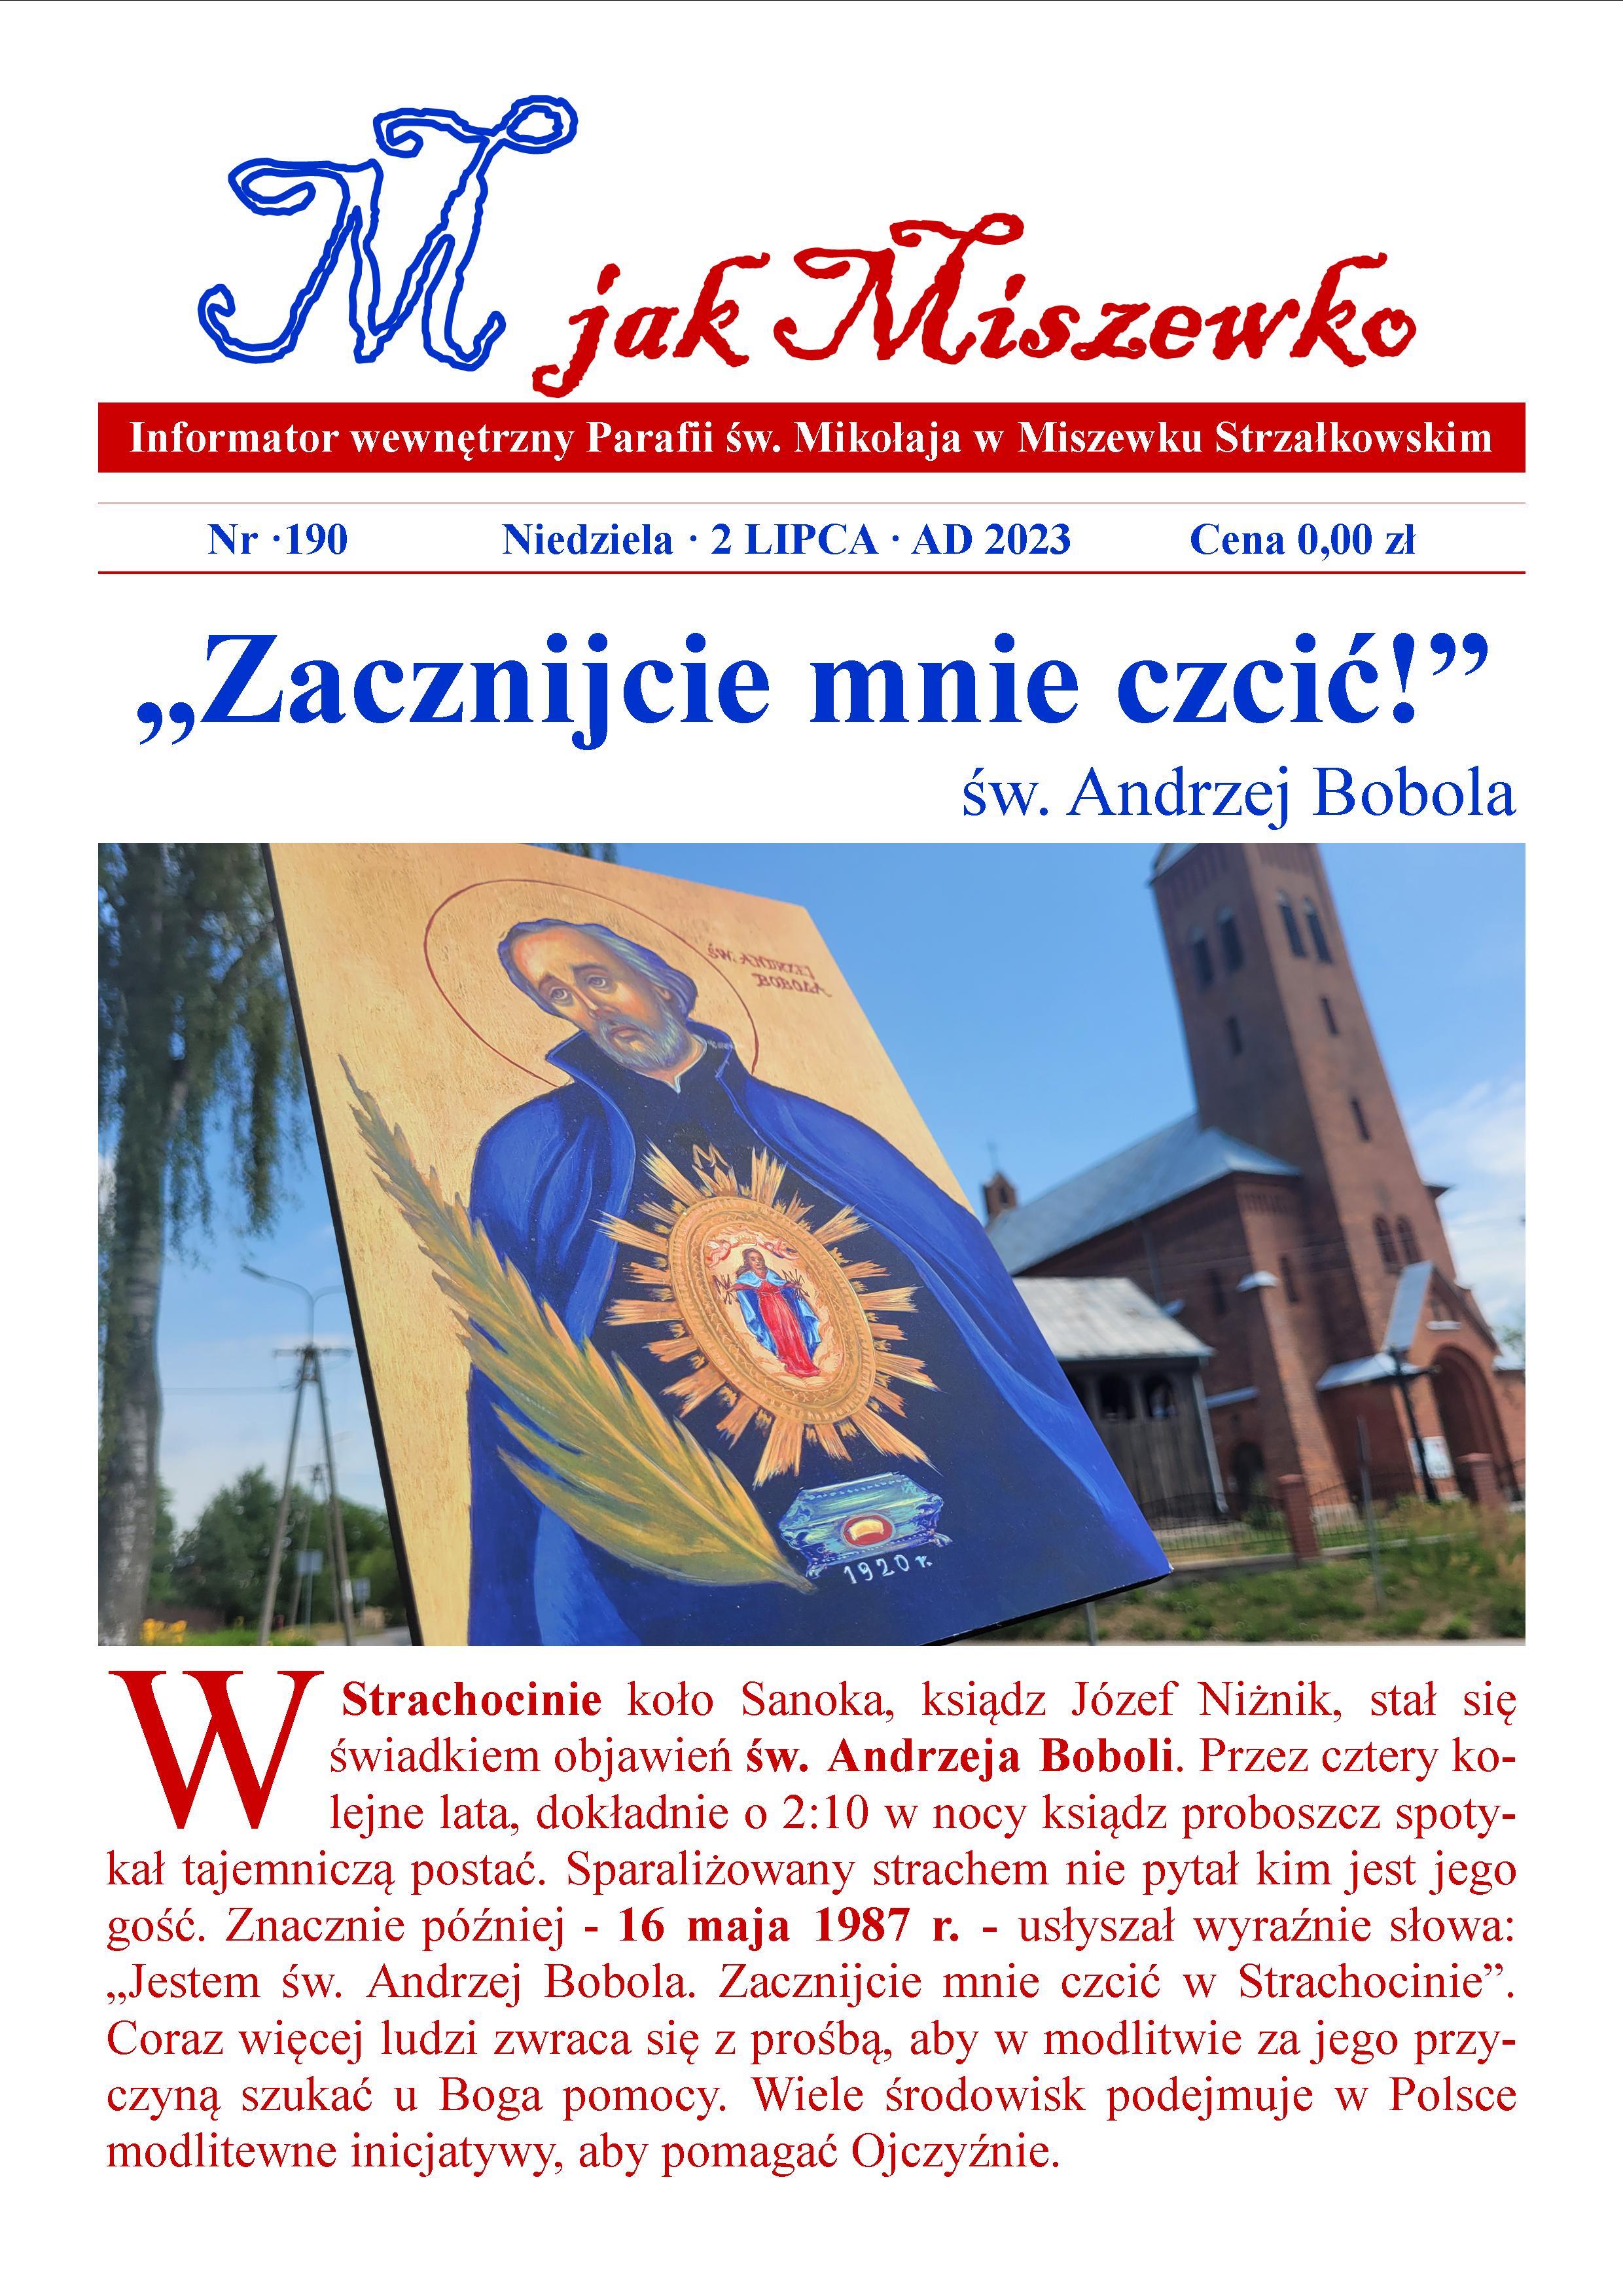 M jak Miszewko
Informator wewnętrzny Parafii św. Mikołaja w Miszewku Strzałkowskim
Nr ·190 Niedziela · 2 LIPCA · AD 2023 Cena 0,00 zł
„Zacznijcie mnie czcić!”
św. Andrzej Bobola
ŚW. ANDRZEJ
BOBOLA
1920 r.
W Strachocinie koło Sanoka, ksiądz Józef Niżnik, stał się
świadkiem objawień św. Andrzeja Boboli. Przez cztery ko-
lejne lata, dokładnie o 2:10 w nocy ksiądz proboszcz spoty-
kał tajemniczą postać. Sparaliżowany strachem nie pytał kim jest jego
gość. Znacznie później - 16 maja 1987 r. - usłyszał wyraźnie słowa:
„Jestem św. Andrzej Bobola. Zacznijcie mnie czcić w Strachocinie”.
Coraz więcej ludzi zwraca się z prośbą, aby w modlitwie za jego przy-
czyną szukać u Boga pomocy. Wiele środowisk podejmuje w Polsce
modlitewne inicjatywy, aby pomagać Ojczyźnie.